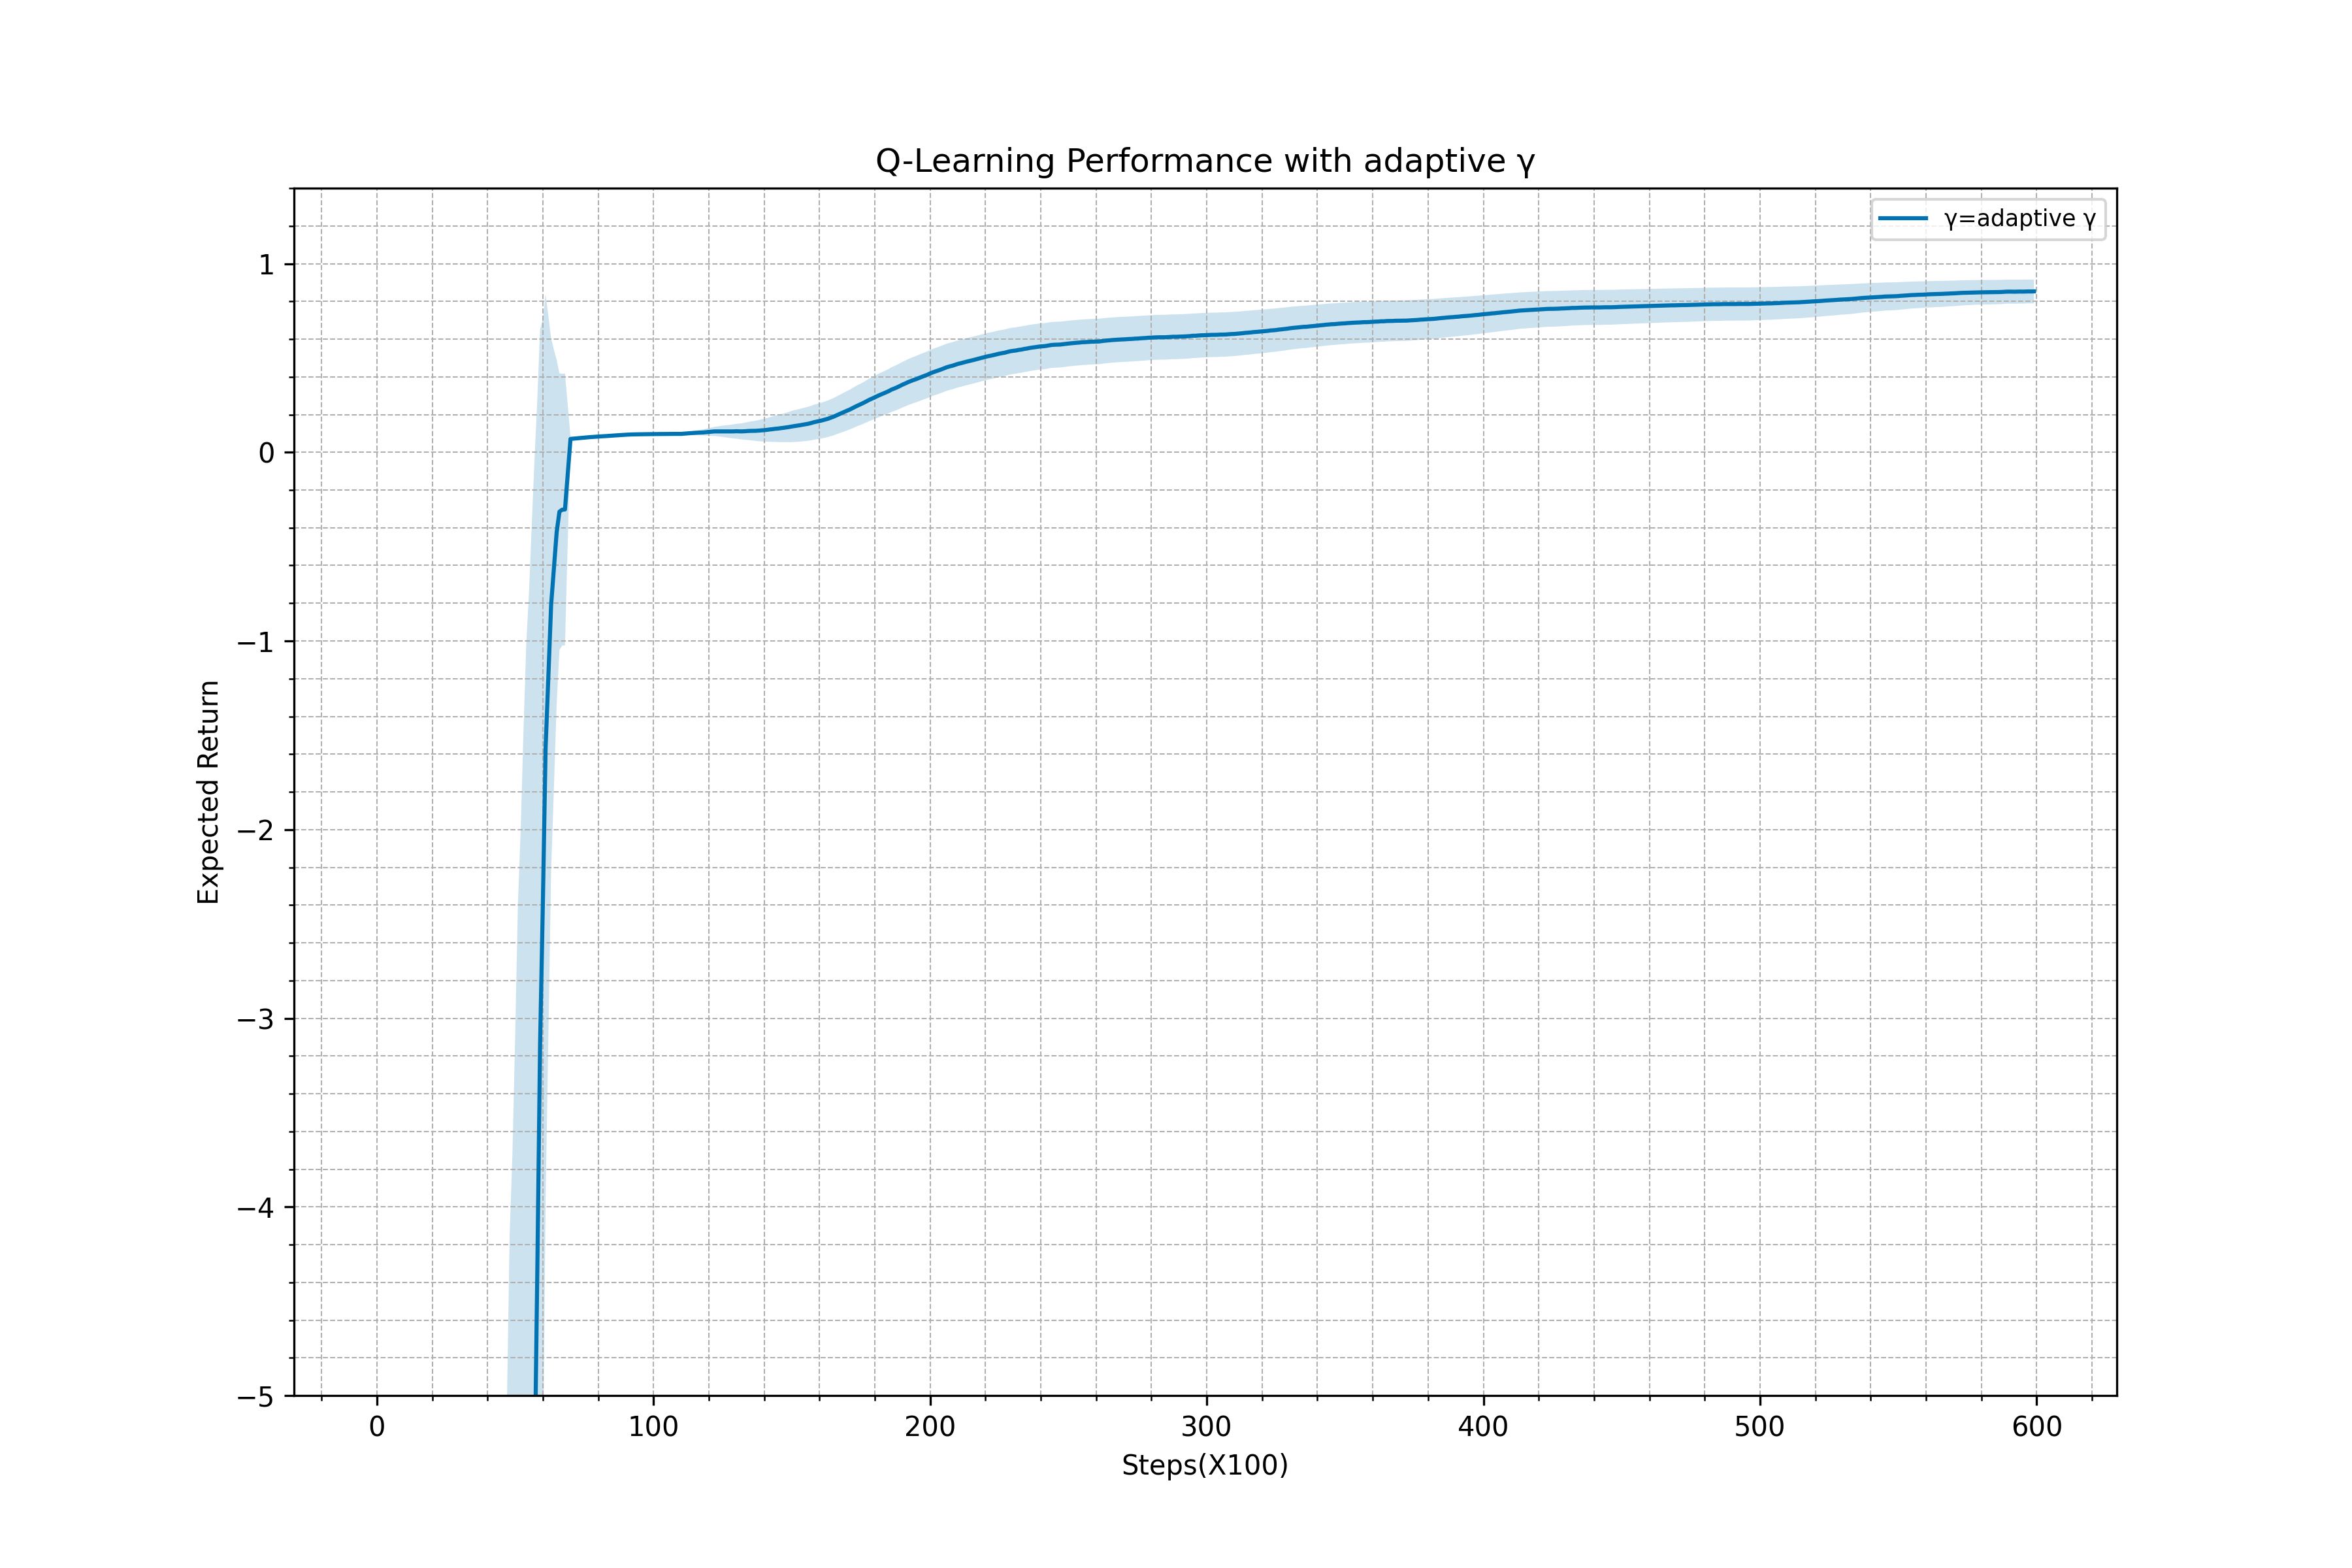 Q-Learning Performance with adaptive γ
γ=adaptive γ
1
0
−1
−2
−3
−4
−5
Expected Return
0 100 200 300 400 500 600
Steps(X100)